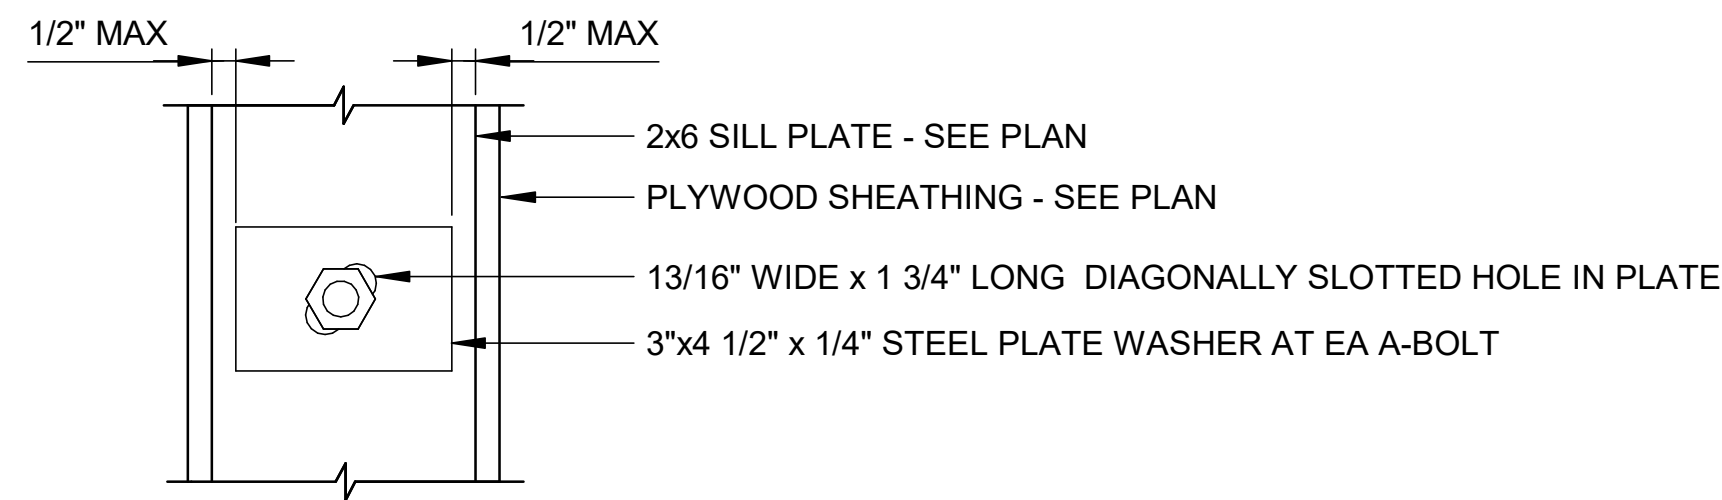 1/2" MAX
1/2" MAX
2x6 SILL PLATE - SEE PLAN
PLYWOOD SHEATHING - SEE PLAN
13/16" WIDE x 1 3/4" LONG  DIAGONALLY SLOTTED HOLE IN PLATE
3"x4 1/2" x 1/4" STEEL PLATE WASHER AT EA A-BOLT